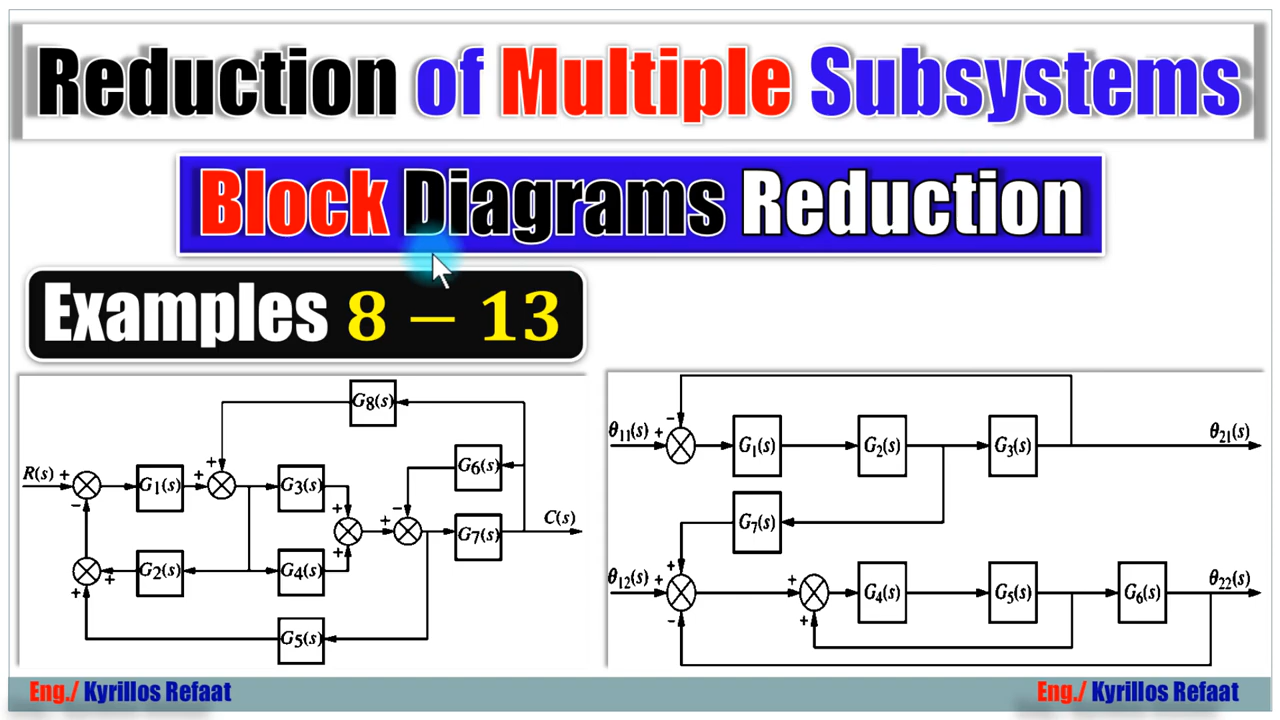 Reduction of Multiple Subsystems
Block Diagrams Reduction
Examples 8 – 13
G8(s)
R(s) + G1(s) + + G3(s) G6(s)
− + + − G7(s) C(s)
G2(s) + + G4(s)
+ G5(s)
θ11(s) + − G1(s) G2(s) G3(s) θ21(s)
G7(s)
θ12(s) + + + G4(s) G5(s) G6(s) θ22(s)
− +
Eng./ Kyrillos Refaat
Eng./ Kyrillos Refaat